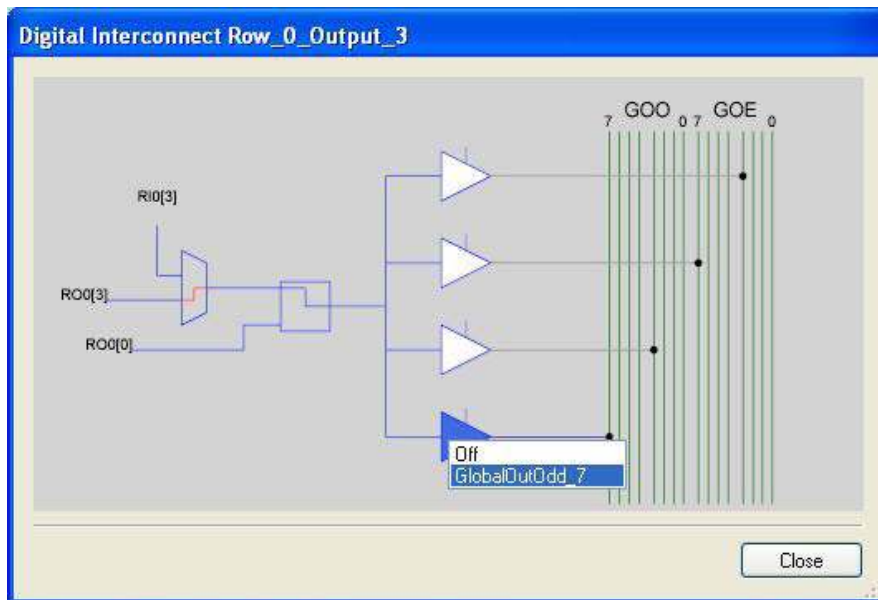 Digital Interconnect Row_0_Output_3
7 GOO 0 7 GOE 0
RI0[3]
RO0[3]
RO0[0]
Off
GlobalOutOdd_7
Close